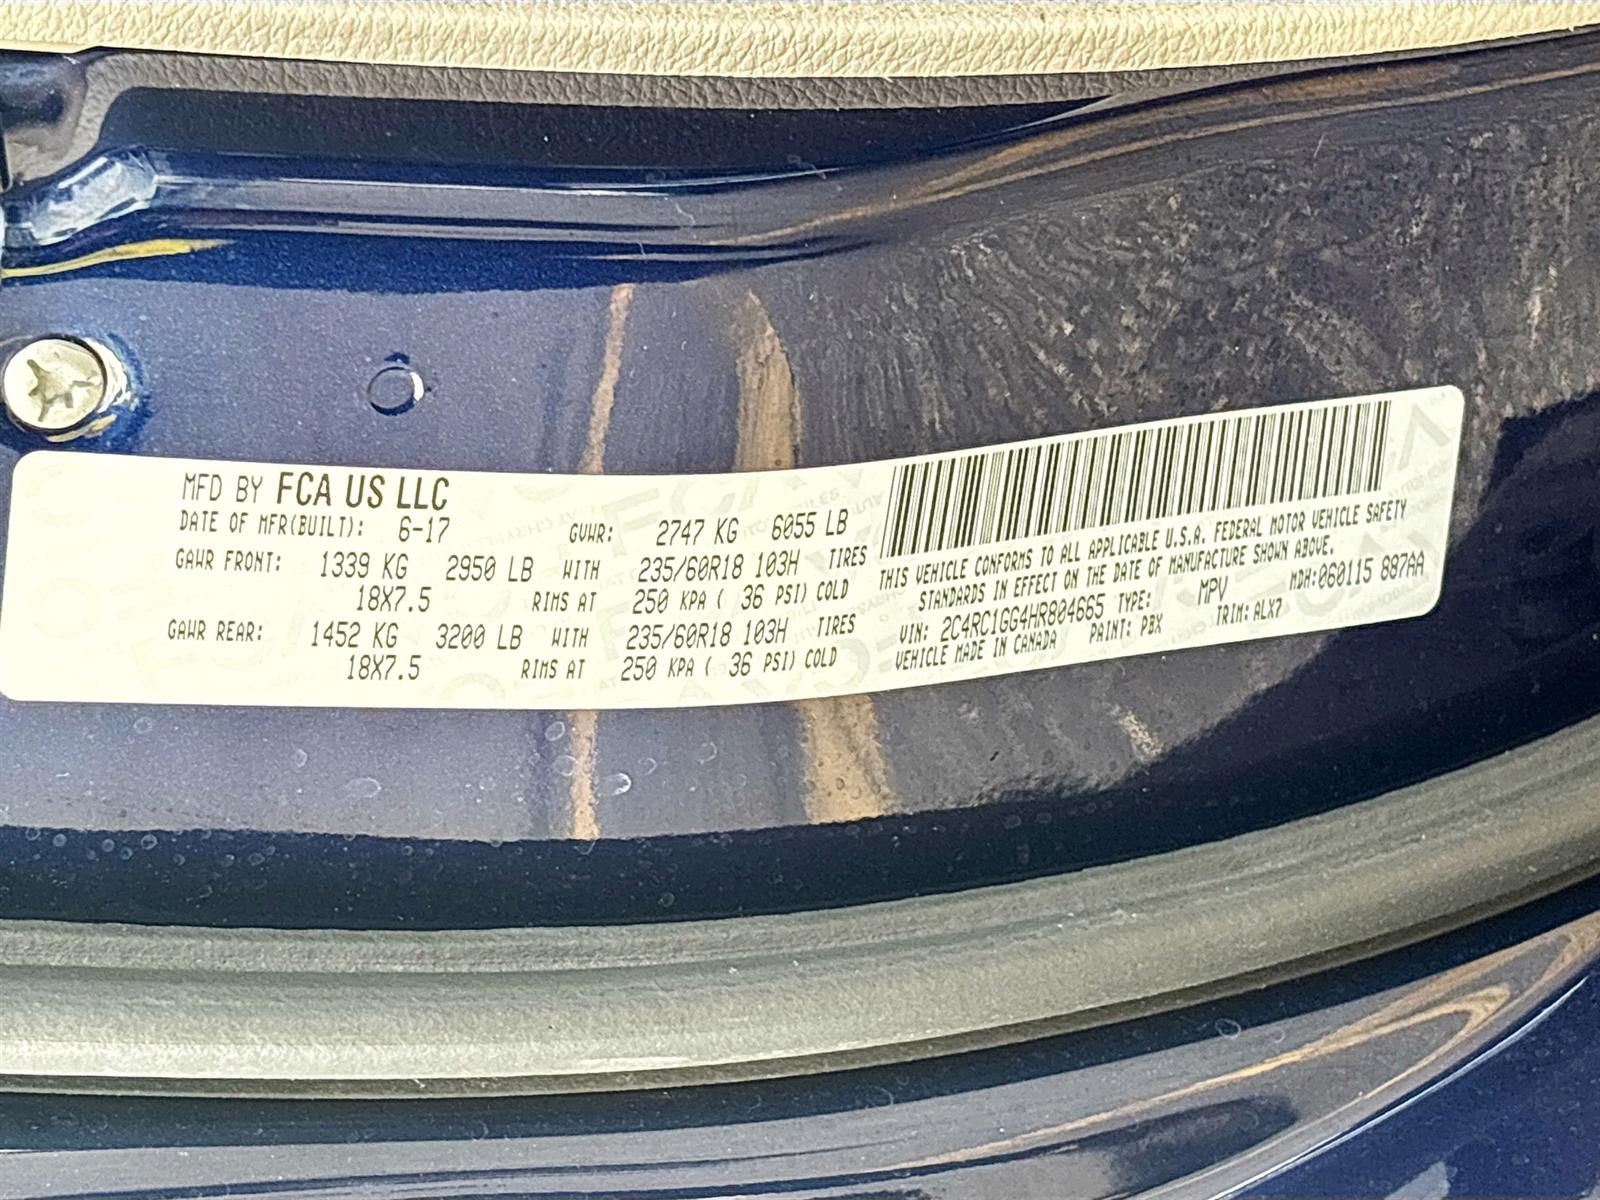 MFD BY FCA US LLC
DATE OF MFR(BUILT): 6-17 GVWR: 2747 KG 6055 LB
GAWR FRONT: 1339 KG 2950 LB WITH 235/60R18 103H TIRES
18X7.5 RIMS AT 250 KPA ( 36 PSI) COLD
GAWR REAR: 1452 KG 3200 LB WITH 235/60R18 103H TIRES
18X7.5 RIMS AT 250 KPA ( 36 PSI) COLD
THIS VEHICLE CONFORMS TO ALL APPLICABLE U.S.A. FEDERAL MOTOR VEHICLE SAFETY
STANDARDS IN EFFECT ON THE DATE OF MANUFACTURE SHOWN ABOVE.
VIN: 2C4RC1GG4HR804665 TYPE: MPV MDH:060115 887AA
VEHICLE MADE IN CANADA PAINT: PBX TRIM: ALX7